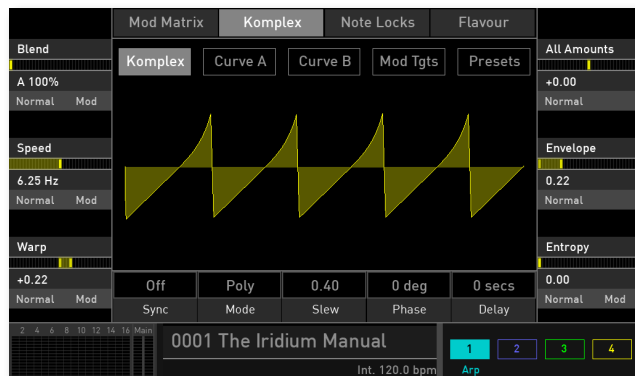 Mod Matrix Komplex Note Locks Flavour
Blend
A 100%
Normal Mod
Speed
6.25 Hz
Normal Mod
Warp
+0.22
Normal Mod
Komplex Curve A Curve B Mod Tgts Presets
All Amounts
+0.00
Normal
Envelope
0.22
Normal
Entropy
0.00
Normal Mod
Off Poly 0.40 0 deg 0 secs
Sync Mode Slew Phase Delay
2 4 6 8 10 12 14 16 Main
0001 The Iridium Manual
Int. 120.0 bpm
1 2 3 4
Arp